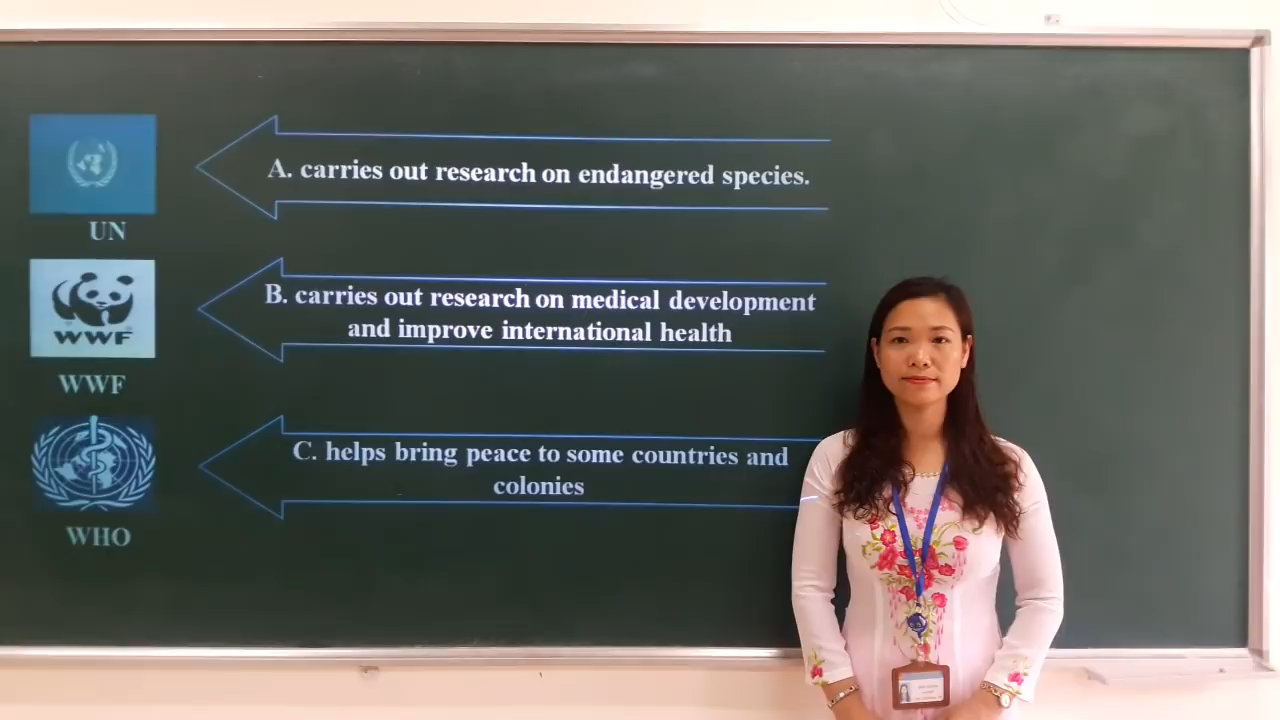 A. carries out research on endangered species.
UN
WWF
B. carries out research on medical development
and improve international health
WWF
C. helps bring peace to some countries and
colonies
WHO